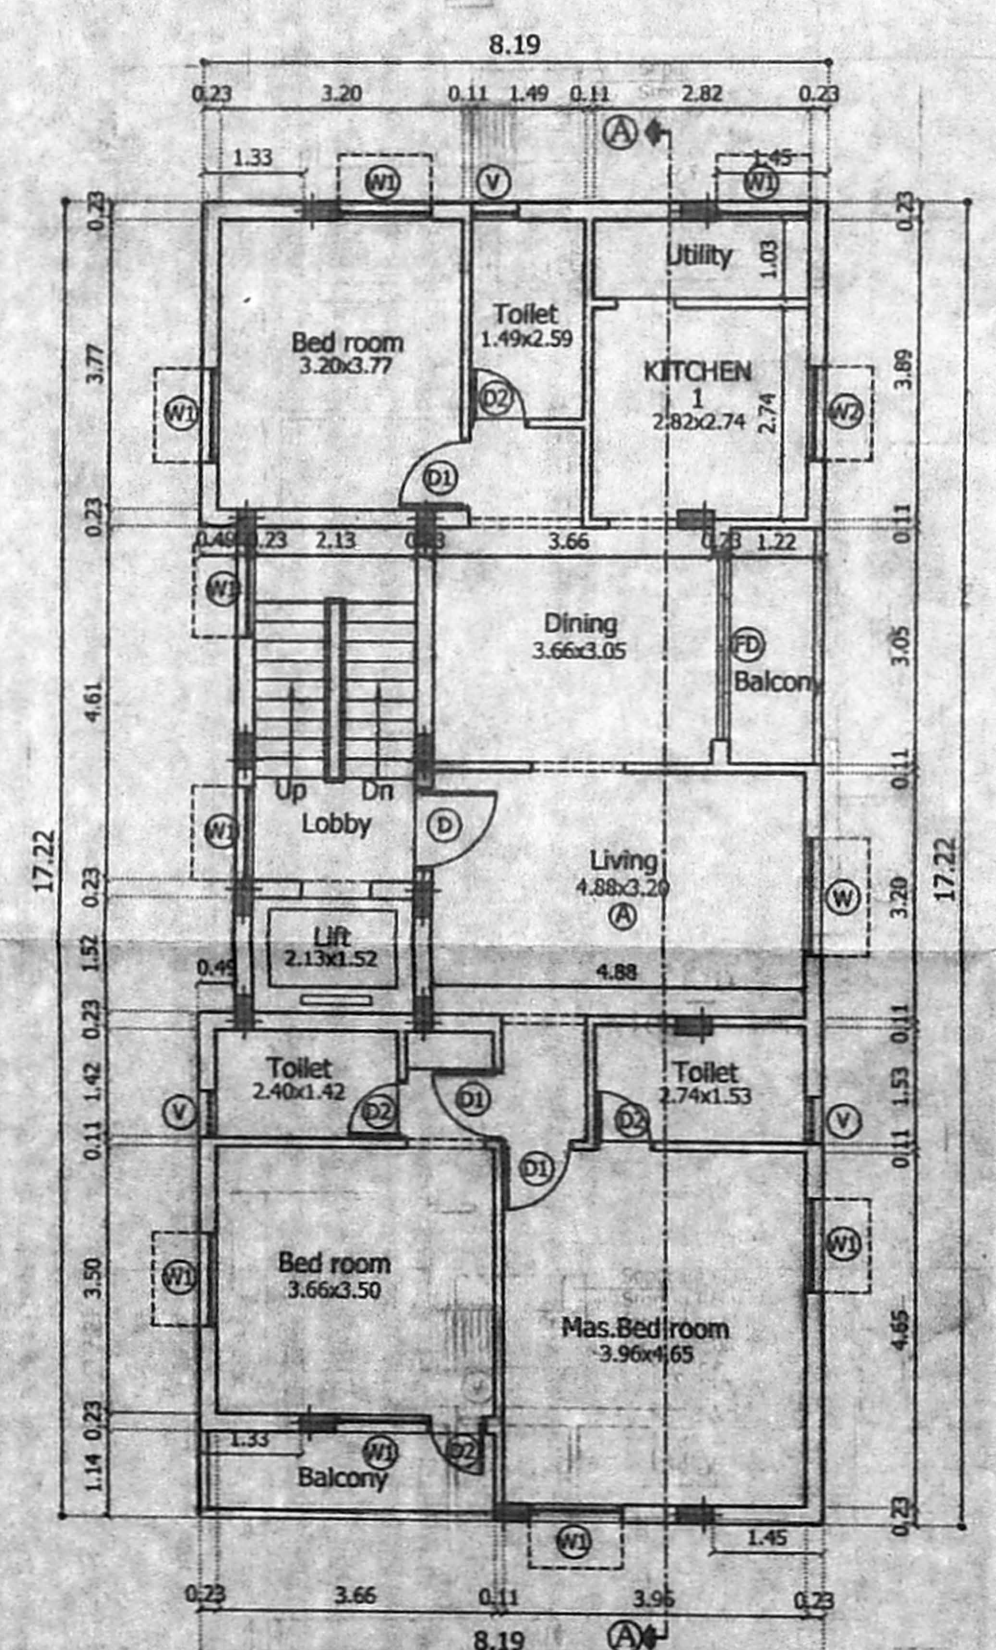 8.19
0.23 3.20 0.11 1.49 0.11 2.82 0.23
A
1.33 1.45
W1 V W1
0.23 0.23
Utility
1.03
Toilet
1.49x2.59
Bed room
3.20x3.77
3.77 3.89
KITCHEN
1
2.82x2.74
2.74
D2
W1 W2
D1
0.23 0.11
0.49 0.23 2.13 3.66 0.23 1.22
W1
Dining
3.66x3.05
FD
Balcony
3.05
4.61
Up Dn
Lobby
W1 D
Living
4.88x3.20
A
W
17.22 17.22
0.23 3.20
Lift
2.13x1.52
1.52
0.49 4.88
0.23 0.11
Toilet
2.40x1.42
Toilet
2.74x1.53
1.42 1.53
D2 D1 D2
V V
0.11 0.11
D1
W1
Bed room
3.66x3.50
W1
3.50
Mas.Bed room
3.96x4.65
4.65
0.23
1.33 W1 D2
Balcony
1.14
0.23
W1 1.45
0.23 3.66 0.11 3.96 0.23
8.19 A